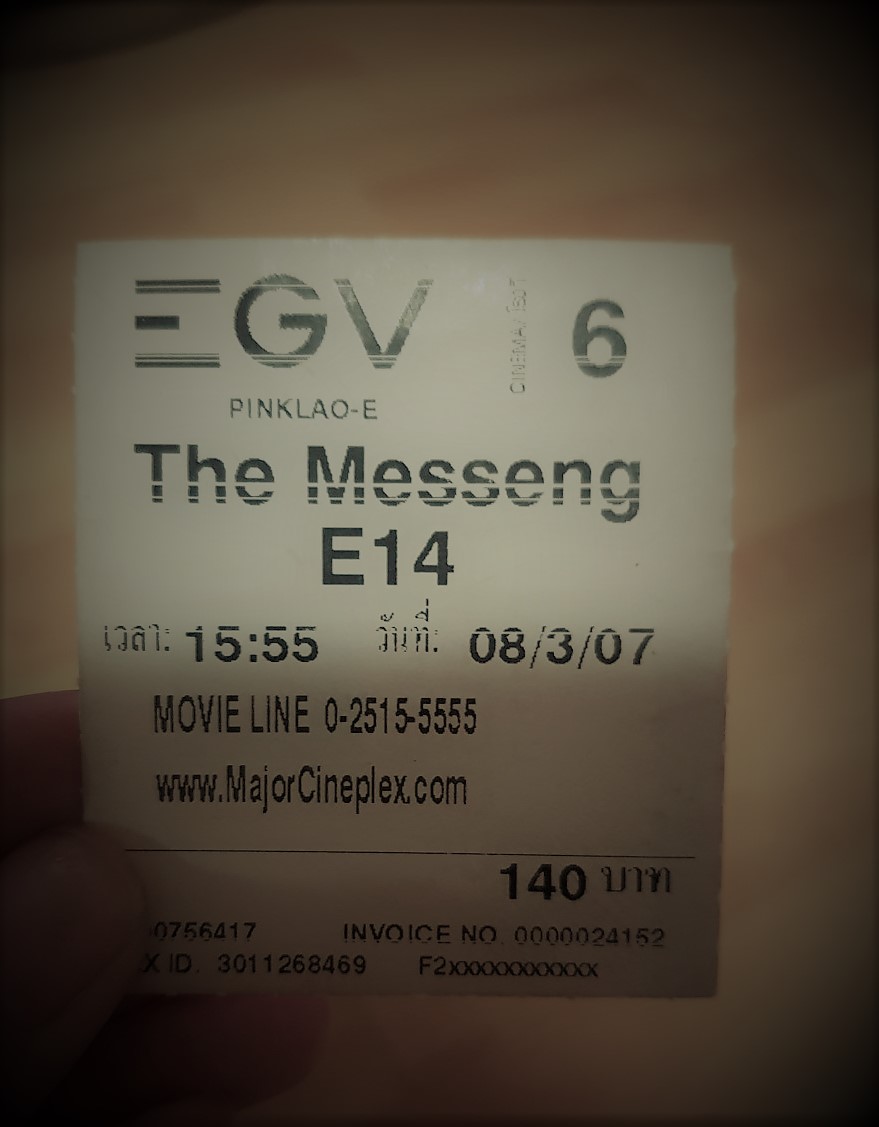 EGV CINEMA/โรงที่ 6
PINKLAO-E
The Messeng
E14
เวลา: 15:55 วันที่: 08/3/07
MOVIE LINE 0-2515-5555
www.MajorCineplex.com
140 บาท
0756417 INVOICE NO. 0000024152
X ID. 3011268469 F2xxxxxxxxxxx